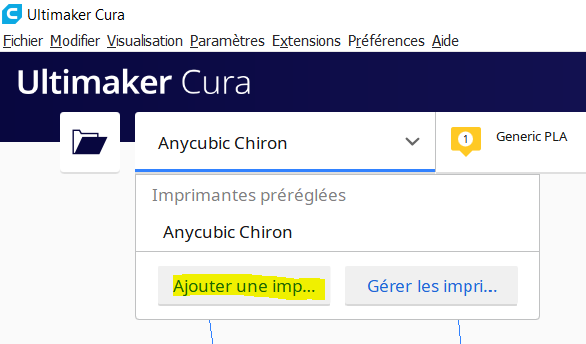 Ultimaker Cura
Fichier Modifier Visualisation Paramètres Extensions Préférences Aide
Ultimaker Cura
Anycubic Chiron
1 Generic PLA
Imprimantes préréglées
Anycubic Chiron
Ajouter une imp... Gérer les impri...